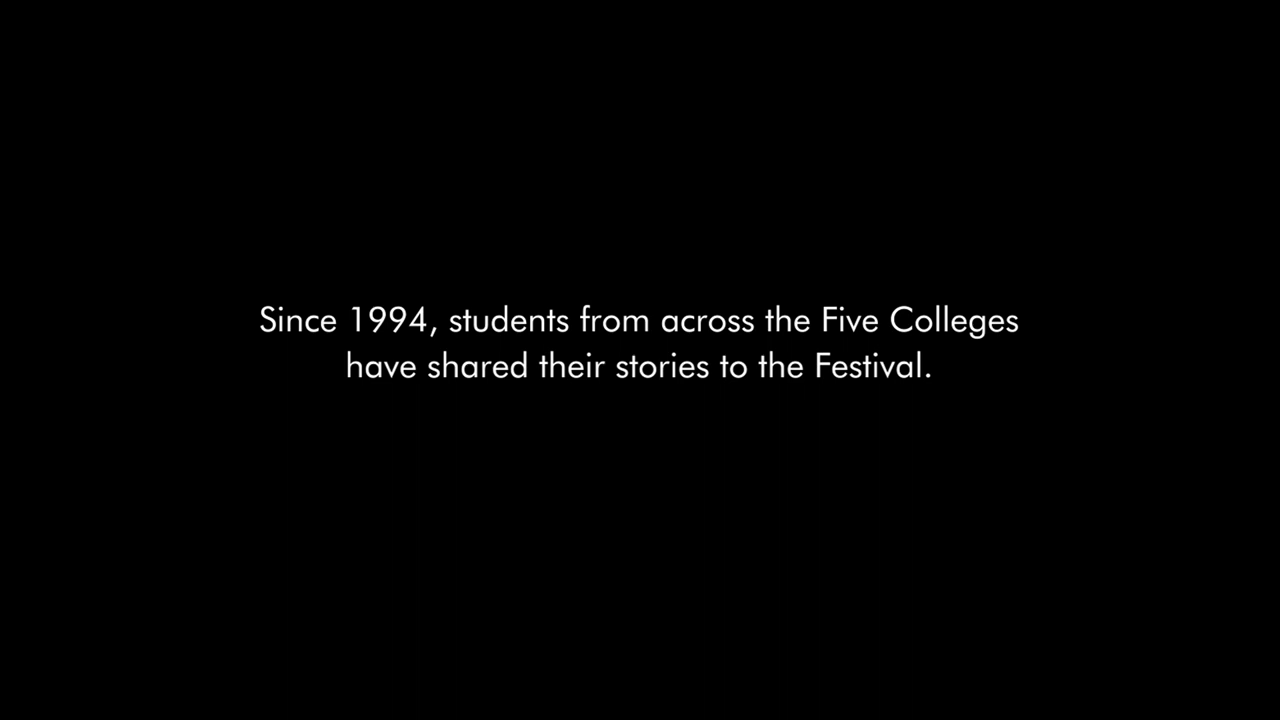 Since 1994, students from across the Five Colleges
have shared their stories to the Festival.